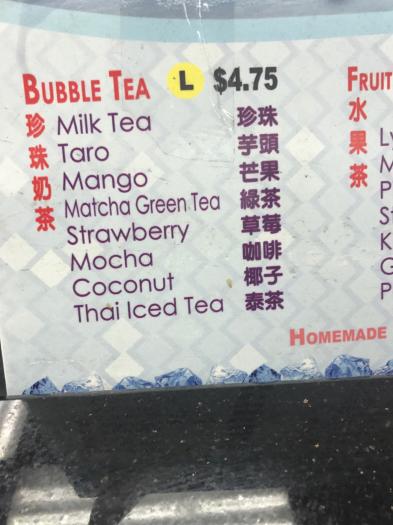 BUBBLE TEA L $4.75
珍珠奶茶
Milk Tea 珍珠
Taro 芋頭
Mango 芒果
Matcha Green Tea 綠茶
Strawberry 草莓
Mocha 咖啡
Coconut 椰子
Thai Iced Tea 泰茶
FRUIT
水果茶
HOMEMADE